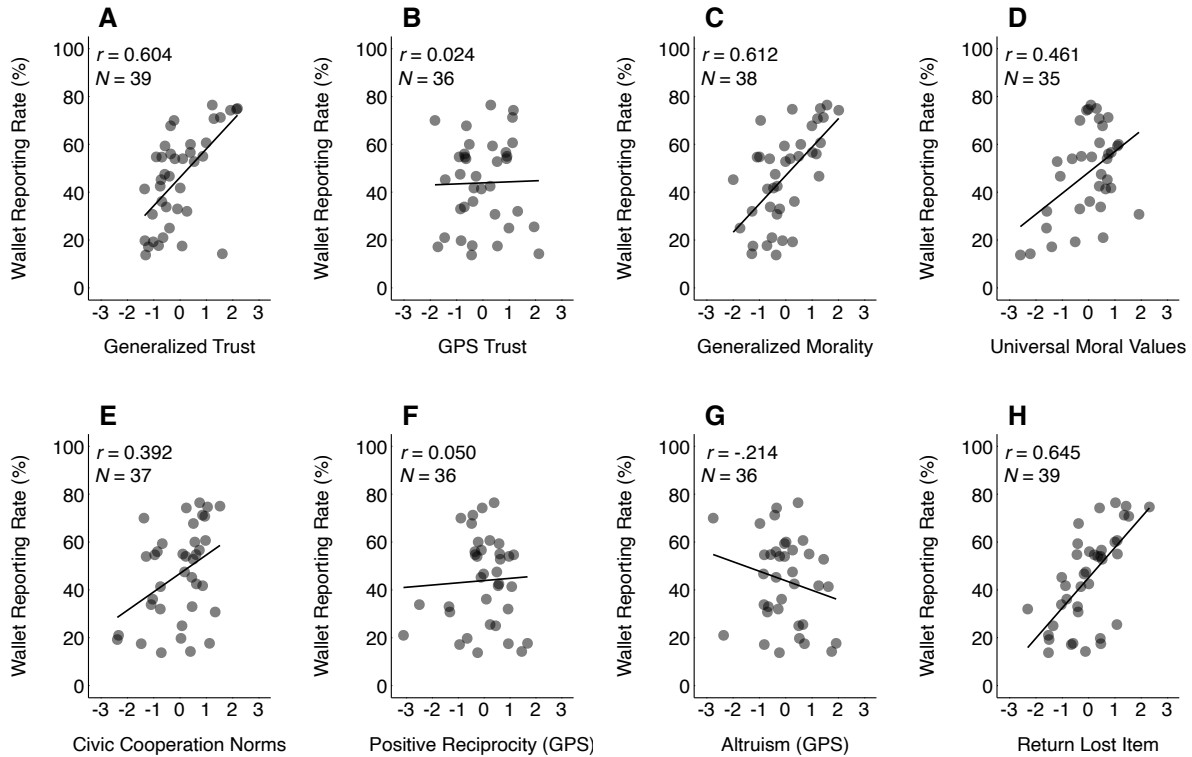 A
B
C
D
r = 0.604
N = 39
r = 0.024
N = 36
r = 0.612
N = 38
r = 0.461
N = 35
Wallet Reporting Rate (%)
100
80
60
40
20
0
-3 -2 -1 0 1 2 3
Generalized Trust
Wallet Reporting Rate (%)
100
80
60
40
20
0
-3 -2 -1 0 1 2 3
GPS Trust
Wallet Reporting Rate (%)
100
80
60
40
20
0
-3 -2 -1 0 1 2 3
Generalized Morality
Wallet Reporting Rate (%)
100
80
60
40
20
0
-3 -2 -1 0 1 2 3
Universal Moral Values
E
F
G
H
r = 0.392
N = 37
r = 0.050
N = 36
r = -.214
N = 36
r = 0.645
N = 39
Wallet Reporting Rate (%)
100
80
60
40
20
0
-3 -2 -1 0 1 2 3
Civic Cooperation Norms
Wallet Reporting Rate (%)
100
80
60
40
20
0
-3 -2 -1 0 1 2 3
Positive Reciprocity (GPS)
Wallet Reporting Rate (%)
100
80
60
40
20
0
-3 -2 -1 0 1 2 3
Altruism (GPS)
Wallet Reporting Rate (%)
100
80
60
40
20
0
-3 -2 -1 0 1 2 3
Return Lost Item